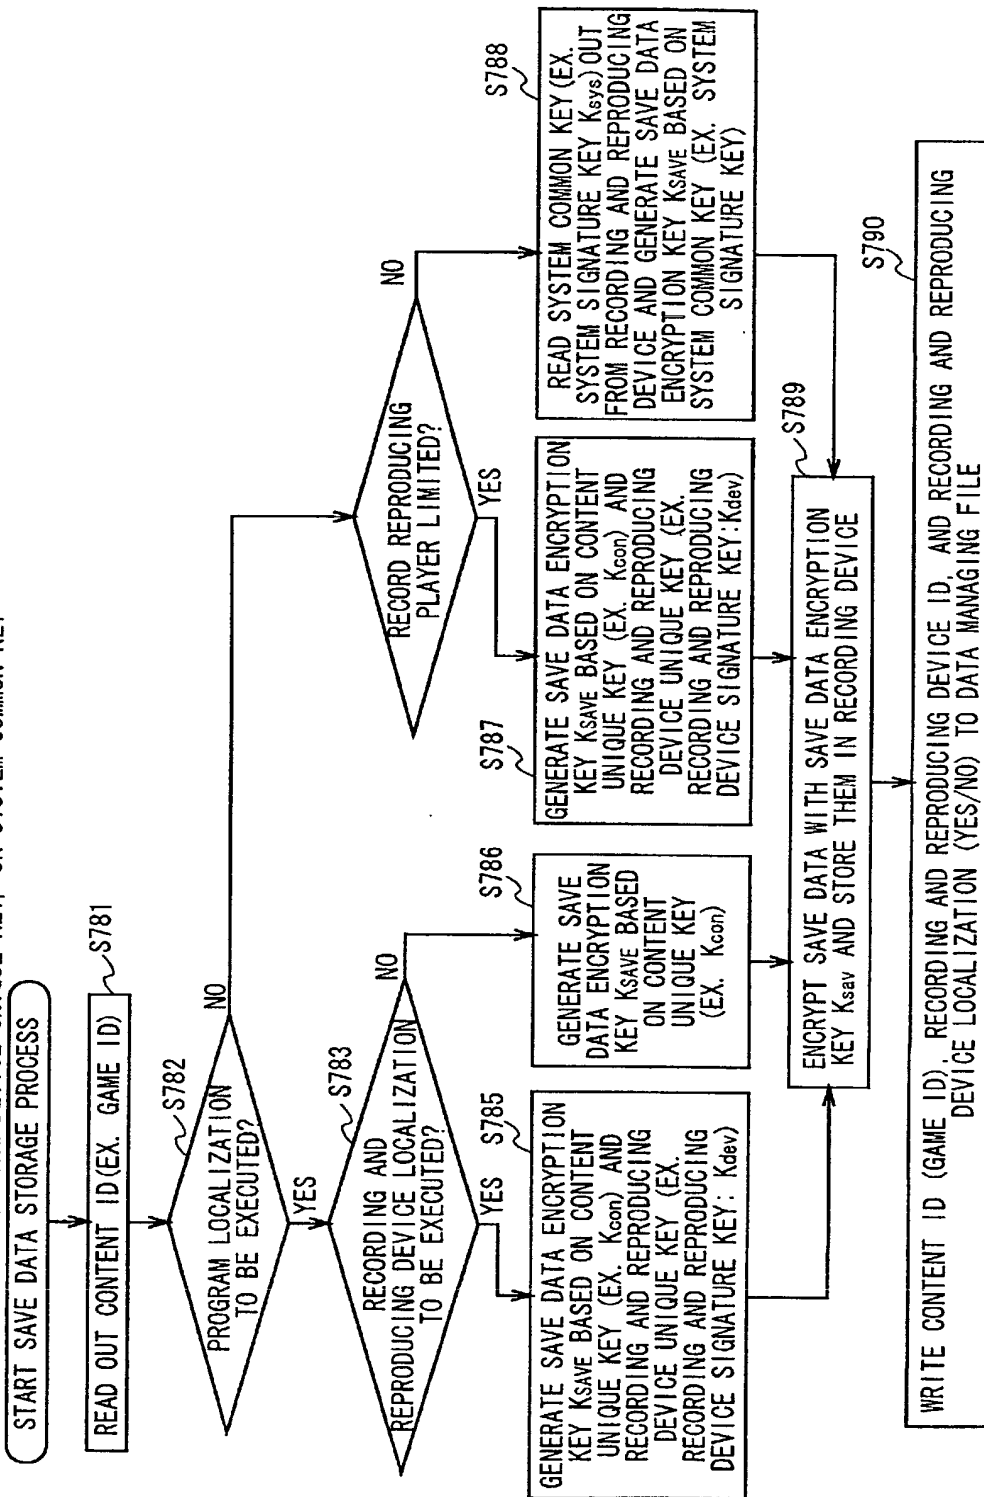 START SAVE DATA STORAGE PROCESS
READ OUT CONTENT ID(EX. GAME ID)
S781
PROGRAM LOCALIZATION
TO BE EXECUTED?
S782
NO
YES
RECORDING AND
REPRODUCING DEVICE LOCALIZATION
TO BE EXECUTED?
S783
NO
YES
RECORD REPRODUCING
PLAYER LIMITED?
NO
YES
S785
GENERATE SAVE DATA ENCRYPTION
KEY KSAVE BASED ON CONTENT
UNIQUE KEY (EX. Kcon) AND
RECORDING AND REPRODUCING
DEVICE UNIQUE KEY (EX.
RECORDING AND REPRODUCING
DEVICE SIGNATURE KEY: Kdev)
S786
GENERATE SAVE
DATA ENCRYPTION
KEY KSAVE BASED
ON CONTENT
UNIQUE KEY
(EX. Kcon)
S787
GENERATE SAVE DATA ENCRYPTION
KEY KSAVE BASED ON CONTENT
UNIQUE KEY (EX. Kcon) AND
RECORDING AND REPRODUCING
DEVICE UNIQUE KEY (EX.
RECORDING AND REPRODUCING
DEVICE SIGNATURE KEY:Kdev)
S788
READ SYSTEM COMMON KEY(EX.
SYSTEM SIGNATURE KEY Ksys)OUT
FROM RECORDING AND REPRODUCING
DEVICE AND GENERATE SAVE DATA
ENCRYPTION KEY KSAVE BASED ON
SYSTEM COMMON KEY (EX. SYSTEM
SIGNATURE KEY)
S789
ENCRYPT SAVE DATA WITH SAVE DATA ENCRYPTION
KEY Ksav AND STORE THEM IN RECORDING DEVICE
S790
WRITE CONTENT ID (GAME ID), RECORDING AND REPRODUCING DEVICE ID, AND RECORDING AND REPRODUCING
DEVICE LOCALIZATION (YES/NO) TO DATA MANAGING FILE